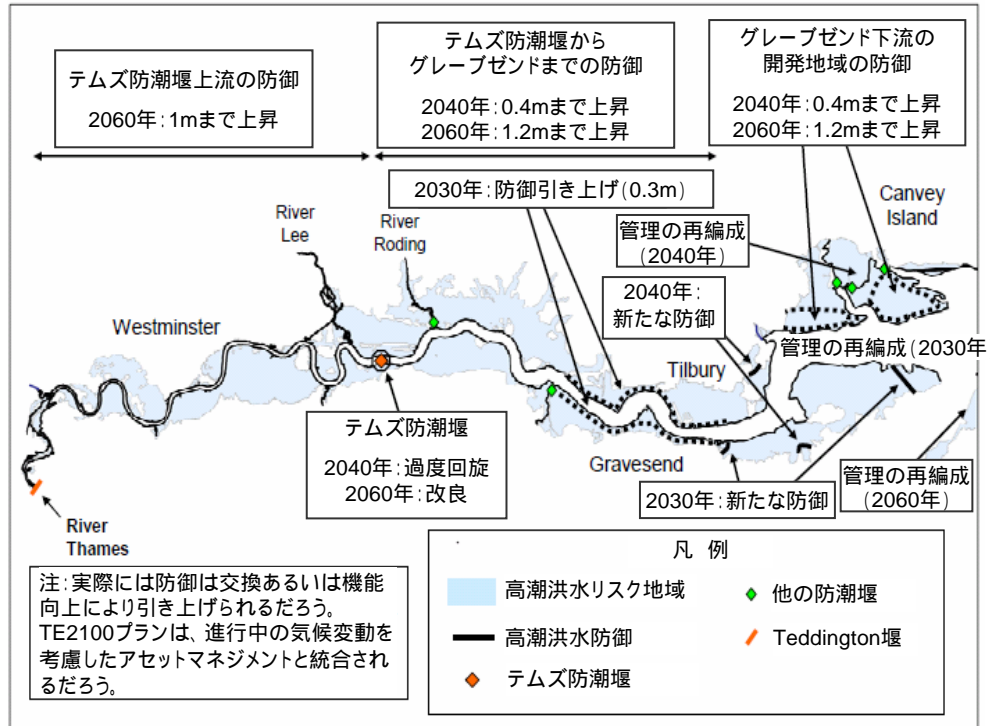 テムズ防潮堰上流の防御
2060年:1mまで上昇
テムズ防潮堰から
グレーブゼンドまでの防御
2040年:0.4mまで上昇
2060年:1.2mまで上昇
グレーブゼンド下流の
開発地域の防御
2040年:0.4mまで上昇
2060年:1.2mまで上昇
2030年:防御引き上げ(0.3m)
Canvey
Island
River
Lee
River
Roding
管理の再編成
(2040年)
2040年:
新たな防御
Westminster
管理の再編成(2030年
Tilbury
テムズ防潮堰
2040年:過度回旋
2060年:改良
Gravesend
2030年:新たな防御
管理の再編成
(2060年)
River
Thames
注:実際には防御は交換あるいは機能
向上により引き上げられるだろう。
TE2100プランは、進行中の気候変動を
考慮したアセットマネジメントと統合され
るだろう。
凡 例
高潮洪水リスク地域
他の防潮堰
高潮洪水防御
Teddington堰
テムズ防潮堰